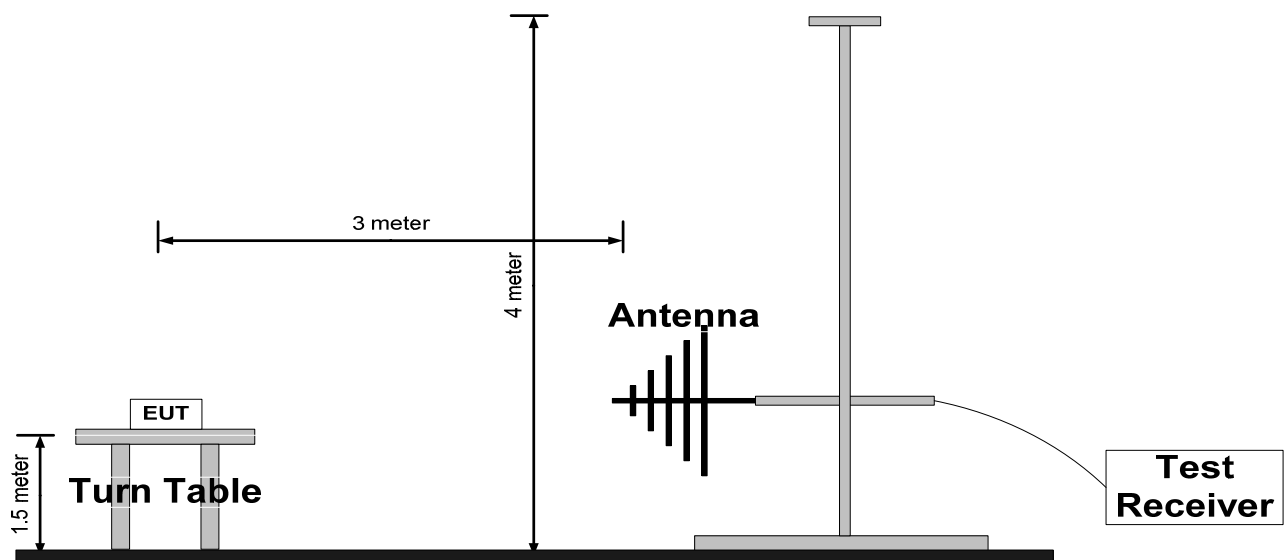 3 meter
4 meter
Antenna
EUT
1.5 meter
Turn Table
Test
Receiver